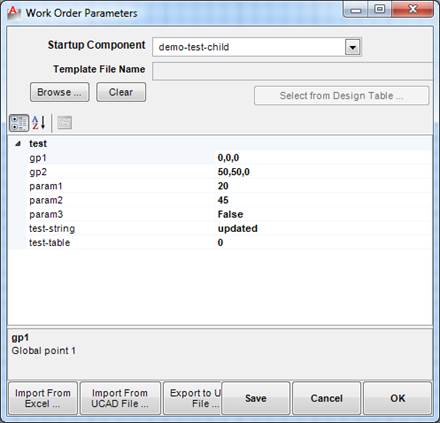 Work Order Parameters
Startup Component
demo-test-child
Template File Name
Browse ...
Clear
Select from Design Table ...
test
gp1 0,0,0
gp2 50,50,0
param1 20
param2 45
param3 False
test-string updated
test-table 0
gp1
Global point 1
Import From
Excel ...
Import From
UCAD File ...
Export to U
File ...
Save
Cancel
OK